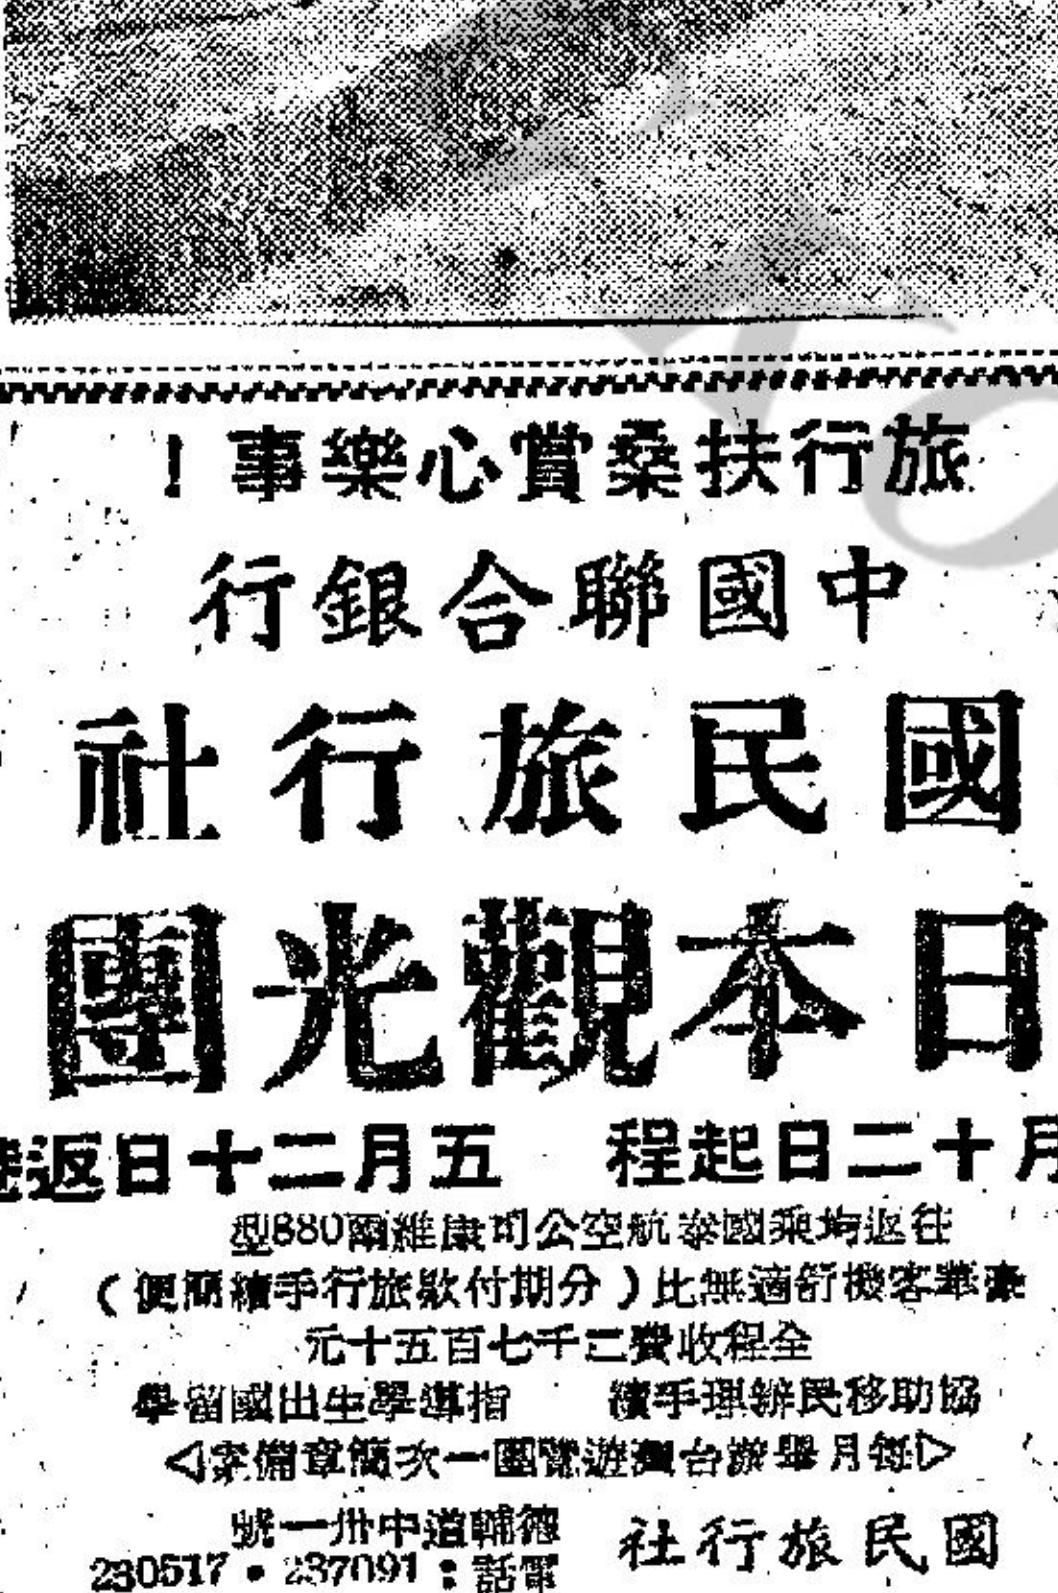 旅行扶桑賞心樂事！
中國聯合銀行
國民旅行社
日本觀光團
月十二日起程 五月二十日返港
往返均乘國泰航空公司康維爾880型
豪華客機舒適無比（分期付款旅行手續簡便）
全程收費二千七百五十元
協助移民辦理手續 指導學生出國留學
▷每月舉辦台灣遊覽團一次簡章備索◁
國民旅行社
德輔道中卅一號
電話：237091・230517